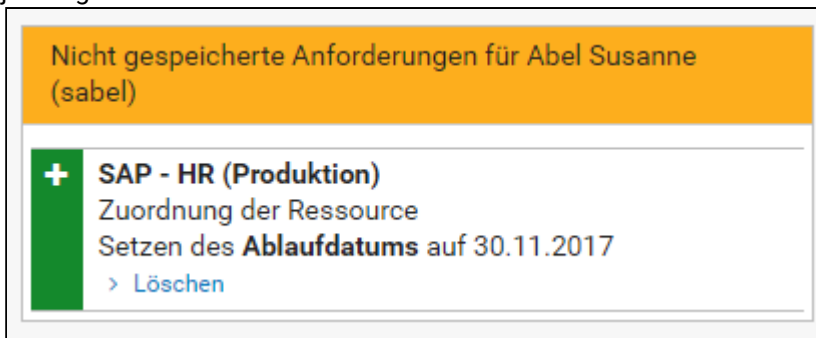 Nicht gespeicherte Anforderungen für Abel Susanne
(sabel)
SAP - HR (Produktion)
Zuordnung der Ressource
Setzen des Ablaufdatums auf 30.11.2017
> Löschen